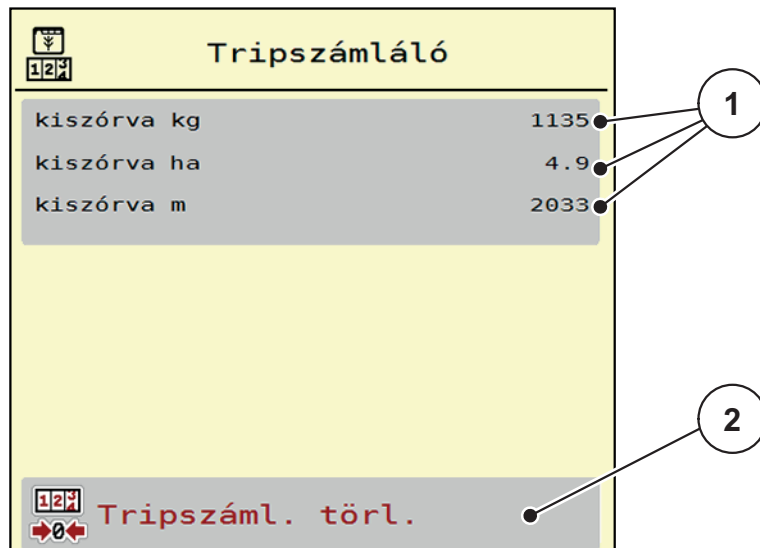 Tripszámláló
kiszórva kg 1135
kiszórva ha 4.9
kiszórva m 2033
1
2
Tripszáml. törl.